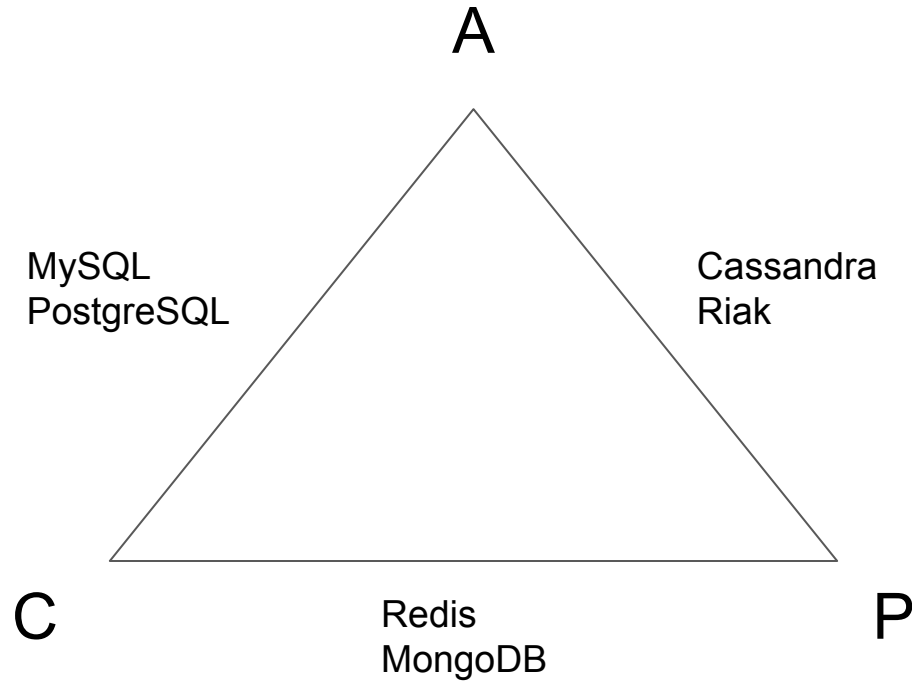 A
MySQL
PostgreSQL
Cassandra
Riak
C
Redis
MongoDB
P